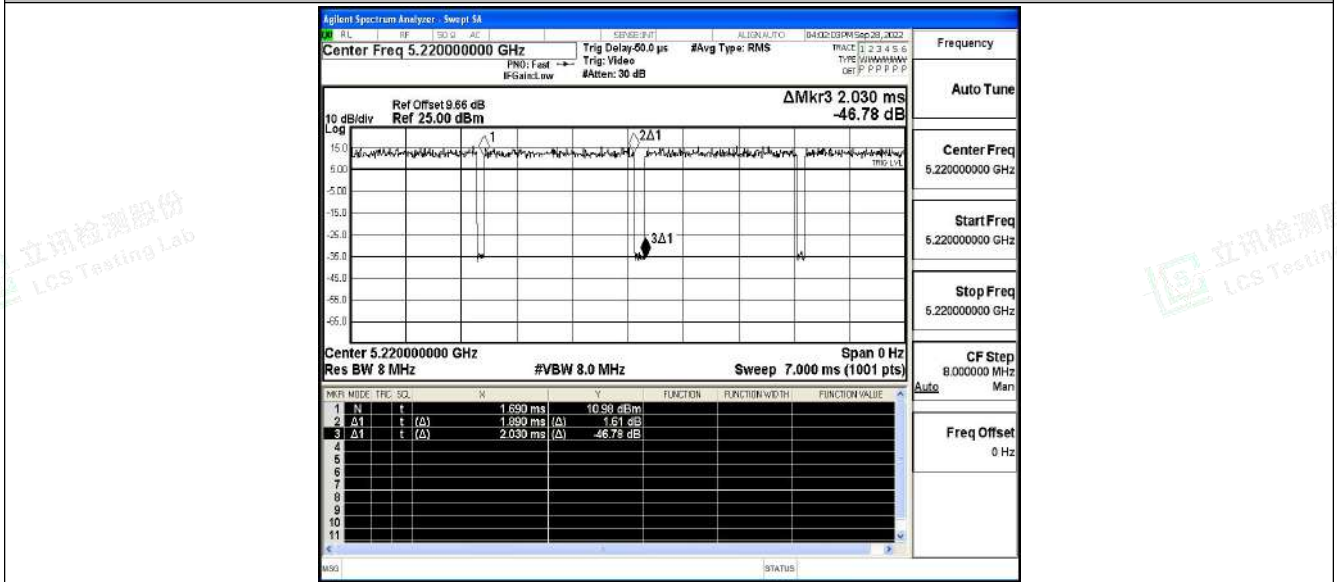 Agilent Spectrum Analyzer - Swept SA
RL RF 50 Ω AC SENSE:INT ALIGN AUTO 04:02:03PM Sep 28, 2022
Center Freq 5.220000000 GHz
PNO: Fast
IFGain:Low
Trig Delay-50.0 µs
Trig: Video
#Atten: 30 dB
#Avg Type: RMS
TRACE 1 2 3 4 5 6
TYPE WWWWWW
DET P P P P P P
Ref Offset 9.66 dB
10 dB/div Ref 25.00 dBm
Log
ΔMkr3 2.030 ms
-46.78 dB
15.0
5.00
-5.00
-15.0
-25.0
-35.0
-45.0
-55.0
-65.0
1
2Δ1
3Δ1
TRIG LVL
Center 5.220000000 GHz Span 0 Hz
Res BW 8 MHz #VBW 8.0 MHz Sweep 7.000 ms (1001 pts)
MKR MODE TRC SCL X Y FUNCTION FUNCTION WIDTH FUNCTION VALUE
1 N t 1.690 ms 10.98 dBm
2 Δ1 t (Δ) 1.890 ms (Δ) 1.61 dB
3 Δ1 t (Δ) 2.030 ms (Δ) -46.78 dB
4
5
6
7
8
9
10
11
MSG STATUS
Frequency
Auto Tune
Center Freq
5.220000000 GHz
Start Freq
5.220000000 GHz
Stop Freq
5.220000000 GHz
CF Step
8.000000 MHz
Auto Man
Freq Offset
0 Hz
立讯检测股份
LCS Testing Lab
立讯检测
LCS Testin